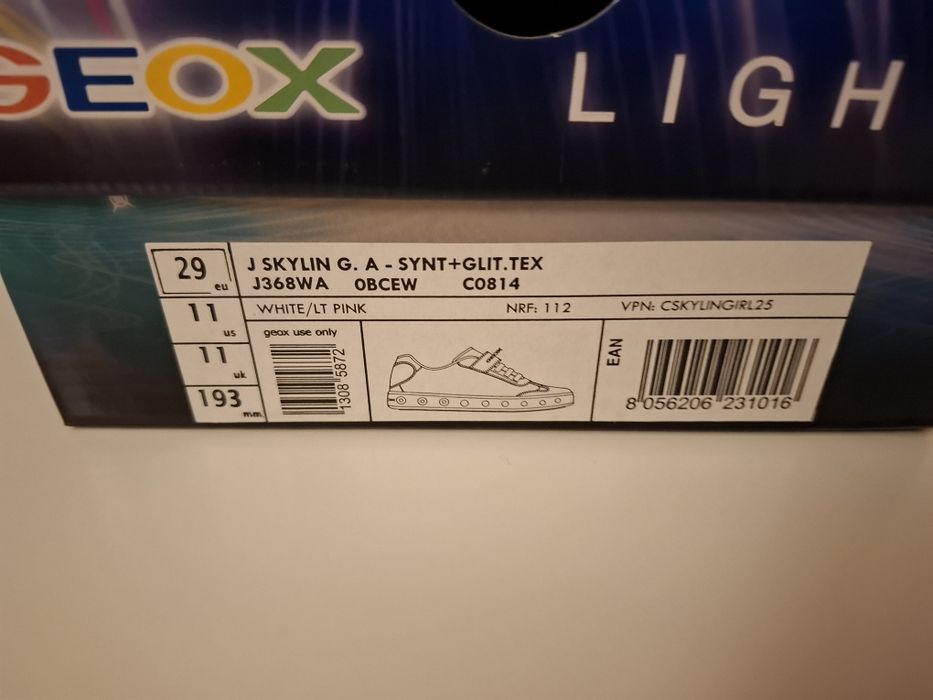 GEOX
LIGH
29 eu
J SKYLIN G. A - SYNT+GLIT.TEX
J368WA 0BCEW C0814
11 us
WHITE/LT PINK NRF: 112 VPN: CSKYLINGIRL25
11 uk
193 mm
geox use only
1308 5872
EAN
8 056206 231016